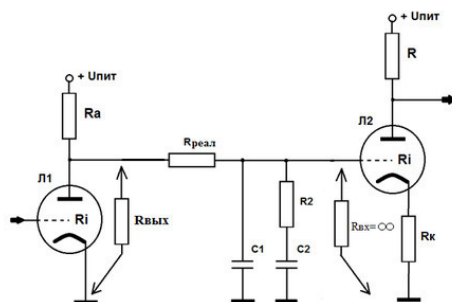 + Uпит
R
+ Uпит
Ra
Rреал
Л2
Л1
Ri
Ri
Rвых
R2
Rвх=∞
Rк
C1
C2